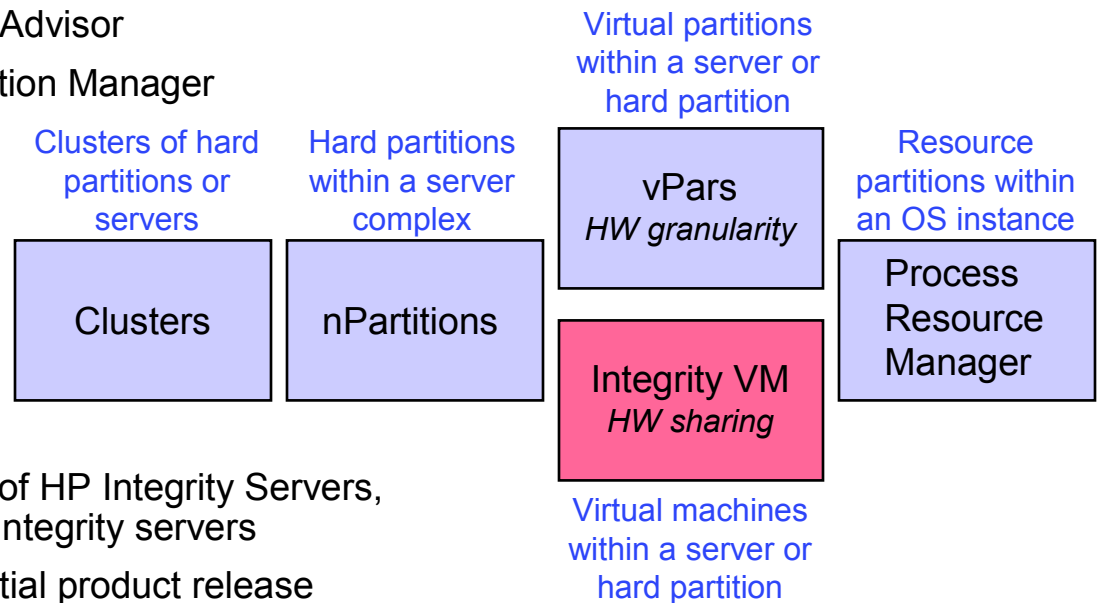 Advisor
tion Manager
Virtual partitions
within a server or
hard partition
Clusters of hard
partitions or
servers
Hard partitions
within a server
complex
Resource
partitions within
an OS instance
Clusters
nPartitions
vPars
HW granularity
Integrity VM
HW sharing
Process
Resource
Manager
Virtual machines
within a server or
hard partition
of HP Integrity Servers,
ntegrity servers
tial product release